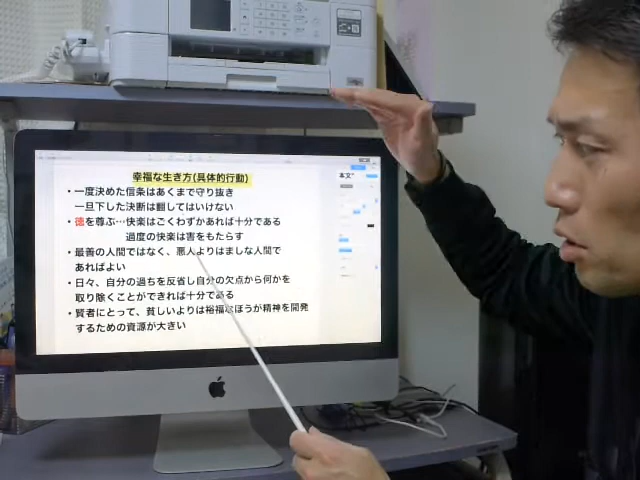 幸福な生き方(具体的行動)
・一度決めた信条はあくまで守り抜き
一旦下した決断は翻してはいけない
・徳を尊ぶ…快楽はごくわずかあれば十分である
過度の快楽は害をもたらす
・最善の人間ではなく、悪人よりはましな人間で
あればよい
・日々、自分の過ちを反省し自分の欠点から何かを
取り除くことができれば十分である
・賢者にとって、貧しいよりは裕福なほうが精神を開発
するための資源が大きい
本文*